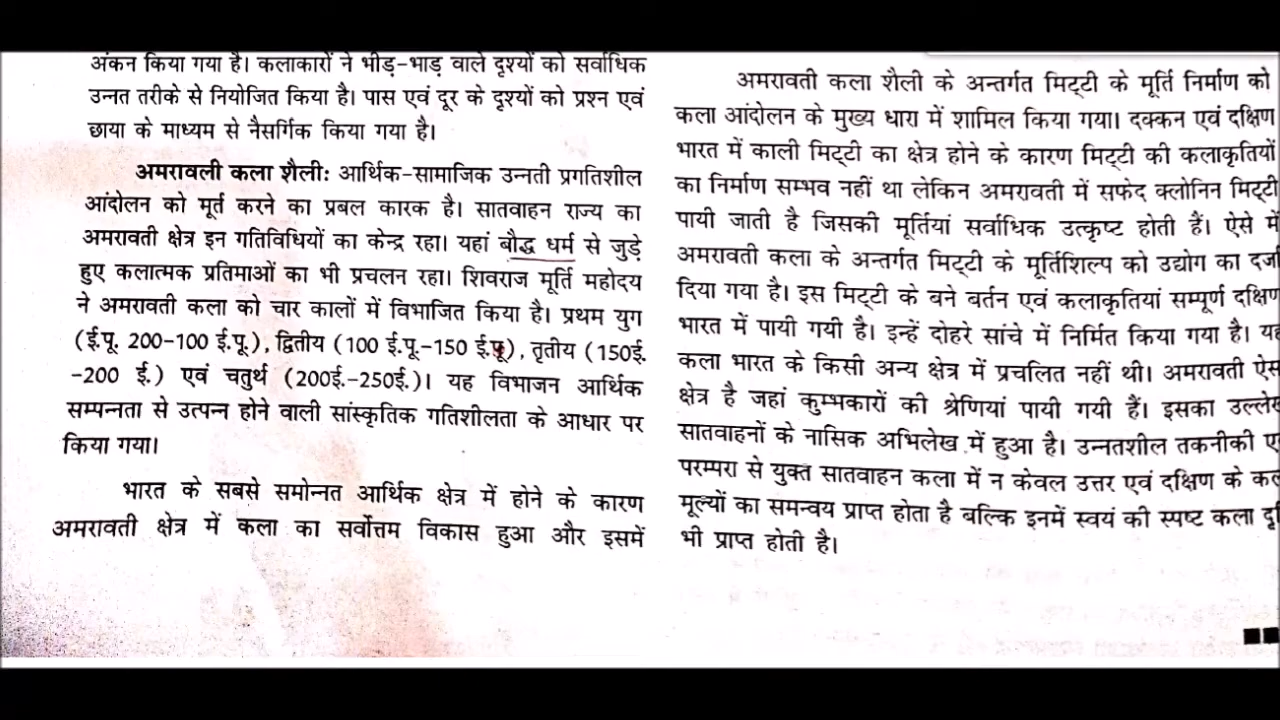 अंकन किया गया है। कलाकारों ने भीड़-भाड़ वाले दृश्यों को सर्वाधिक
उन्नत तरीके से नियोजित किया है। पास एवं दूर के दृश्यों को प्रश्न एवं
छाया के माध्यम से नैसर्गिक किया गया है।
अमरावली कला शैली: आर्थिक-सामाजिक उन्नती प्रगतिशील
आंदोलन को मूर्त करने का प्रबल कारक है। सातवाहन राज्य का
अमरावती क्षेत्र इन गतिविधियों का केन्द्र रहा। यहां बौद्ध धर्म से जुड़े
हुए कलात्मक प्रतिमाओं का भी प्रचलन रहा। शिवराज मूर्ति महोदय
ने अमरावती कला को चार कालों में विभाजित किया है। प्रथम युग
(ई.पू. 200-100 ई.पू.), द्वितीय (100 ई.पू.-150 ई.पू), तृतीय (150ई.
-200 ई.) एवं चतुर्थ (200ई.-250ई.)। यह विभाजन आर्थिक
सम्पन्नता से उत्पन्न होने वाली सांस्कृतिक गतिशीलता के आधार पर
किया गया।
भारत के सबसे समोन्नत आर्थिक क्षेत्र में होने के कारण
अमरावती क्षेत्र में कला का सर्वोत्तम विकास हुआ और इसमें
अमरावती कला शैली के अन्तर्गत मिट्टी के मूर्ति निर्माण को
कला आंदोलन के मुख्य धारा में शामिल किया गया। दक्कन एवं दक्षिण
भारत में काली मिट्टी का क्षेत्र होने के कारण मिट्टी की कलाकृतियों
का निर्माण सम्भव नहीं था लेकिन अमरावती में सफेद क्लोनिन मिट्टी
पायी जाती है जिसकी मूर्तियां सर्वाधिक उत्कृष्ट होती हैं। ऐसे में
अमरावती कला के अन्तर्गत मिट्टी के मूर्तिशिल्प को उद्योग का दर्जा
दिया गया है। इस मिट्टी के बने बर्तन एवं कलाकृतियां सम्पूर्ण दक्षिण
भारत में पायी गयी है। इन्हें दोहरे सांचे में निर्मित किया गया है। यह
कला भारत के किसी अन्य क्षेत्र में प्रचलित नहीं थी। अमरावती
क्षेत्र है जहां कुम्भकारों की श्रेणियां पायी गयी हैं। इसका
सातवाहनों के नासिक अभिलेख में हुआ है। उन्नतशील तकनीकी
परम्परा से युक्त सातवाहन कला में न केवल उत्तर एवं दक्षिण के
मूल्यों का समन्वय प्राप्त होता है बल्कि इनमें स्वयं की स्पष्ट कला
भी प्राप्त होती है।